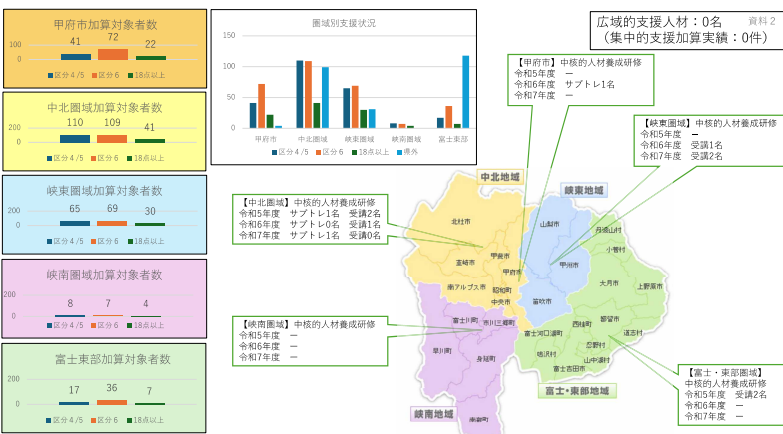 広域的支援人材：0名
（集中的支援加算実績：0件）
資料２
甲府市加算対象者数
100
0
41
72
22
区分4/5
区分６
18点以上
中北圏域加算対象者数
200
0
110
109
41
区分4/5
区分６
18点以上
峡東圏域加算対象者数
200
0
65
69
30
区分4/5
区分６
18点以上
峡南圏域加算対象者数
200
0
8
7
4
区分4/5
区分６
18点以上
富士東部加算対象者数
200
0
17
36
7
区分4/5
区分６
18点以上
圏域別支援状況
150
100
50
0
甲府市
中北圏域
峡東圏域
峡南圏域
富士東部
区分4/5
区分６
18点以上
県外
【甲府市】中核的人材養成研修
令和5年度　ー
令和6年度　サブトレ1名
令和7年度　ー
【峡東圏域】中核的人材養成研修
令和5年度　ー
令和6年度　受講1名
令和7年度　受講2名
【中北圏域】中核的人材養成研修
令和5年度　サブトレ1名　受講2名
令和6年度　サブトレ0名　受講1名
令和7年度　サブトレ1名　受講0名
【峡南圏域】中核的人材養成研修
令和5年度　ー
令和6年度　ー
令和7年度　ー
【富士・東部圏域】
中核的人材養成研修
令和5年度　受講2名
令和6年度　ー
令和7年度　ー
中北地域
峡東地域
峡南地域
富士・東部地域
北杜市
韮崎市
甲斐市
甲府市
南アルプス市
昭和町
中央市
山梨市
甲州市
笛吹市
丹波山村
小菅村
大月市
上野原市
都留市
道志村
西桂町
忍野村
山中湖村
富士河口湖町
鳴沢村
富士吉田市
富士川町
市川三郷町
早川町
身延町
南部町